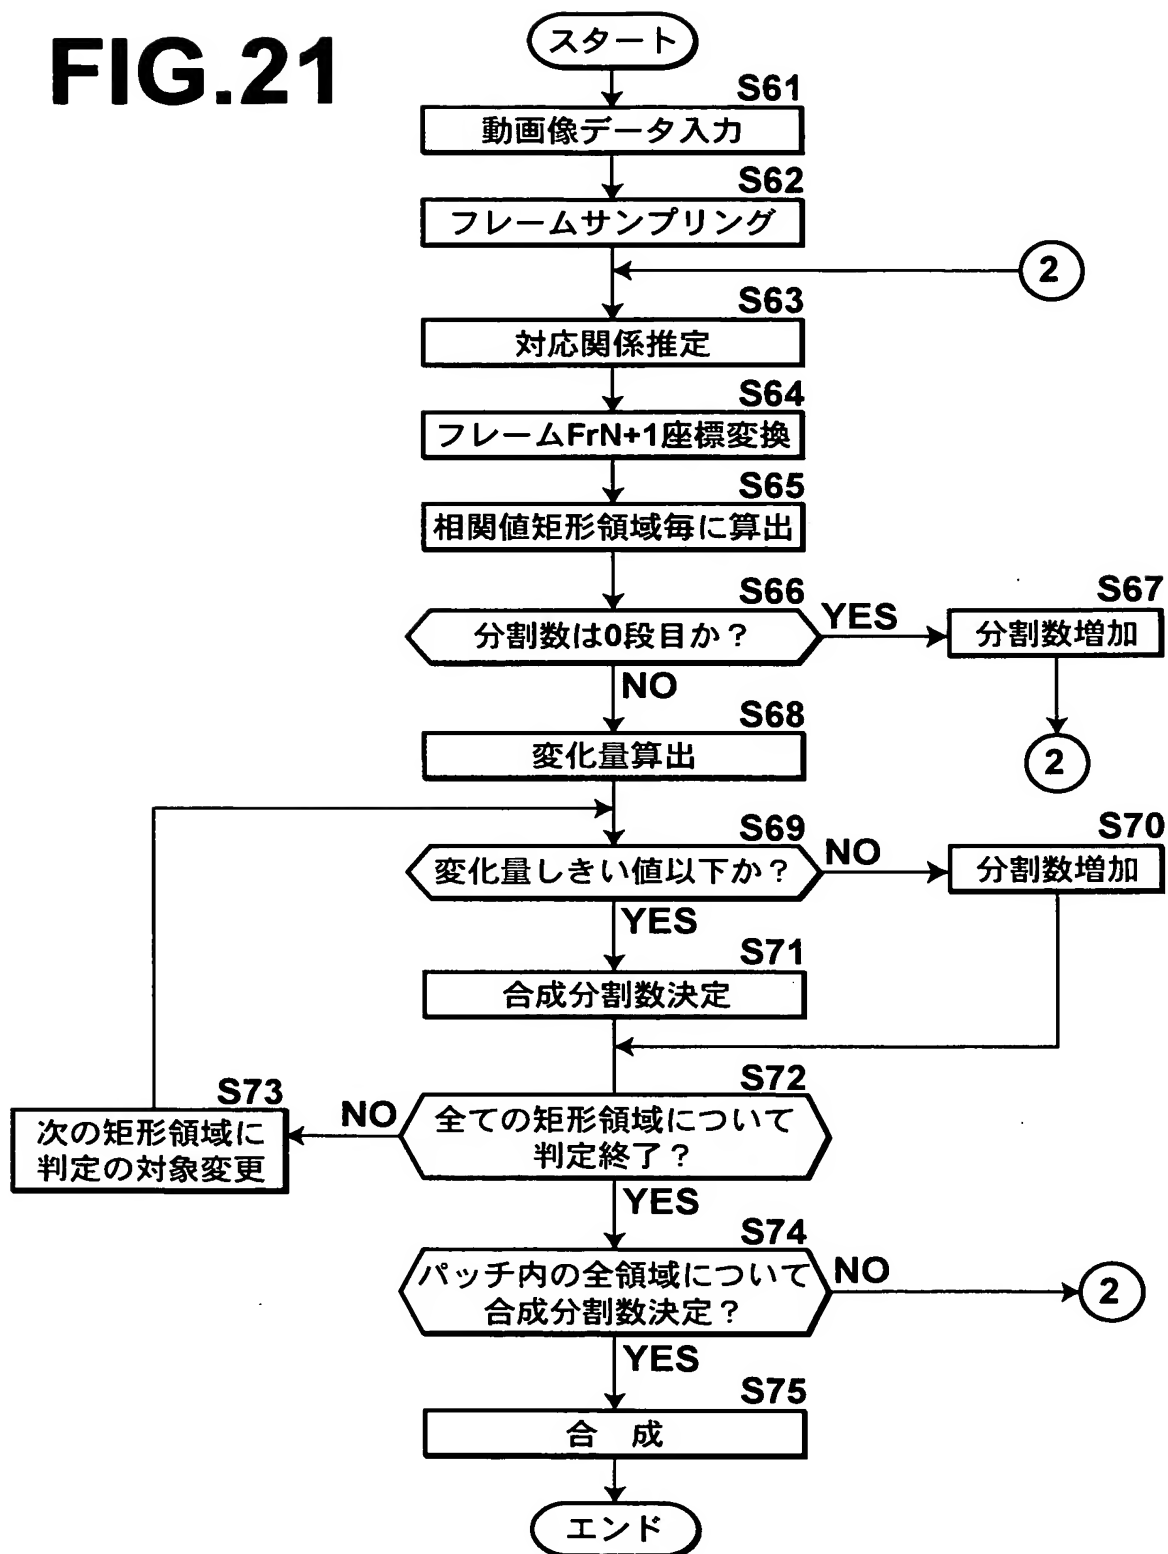 FIG.21
スタート
S61
動画像データ入力
S62
フレームサンプリング
2
S63
対応関係推定
S64
フレームFrN+1座標変換
S65
相関値矩形領域毎に算出
S66
分割数は0段目か？
YES
S67
分割数増加
NO
2
S68
変化量算出
S69
変化量しきい値以下か？
NO
S70
分割数増加
YES
S71
合成分割数決定
S72
全ての矩形領域について
判定終了？
NO
S73
次の矩形領域に
判定の対象変更
YES
S74
パッチ内の全領域について
合成分割数決定？
NO
2
YES
S75
合　成
エンド